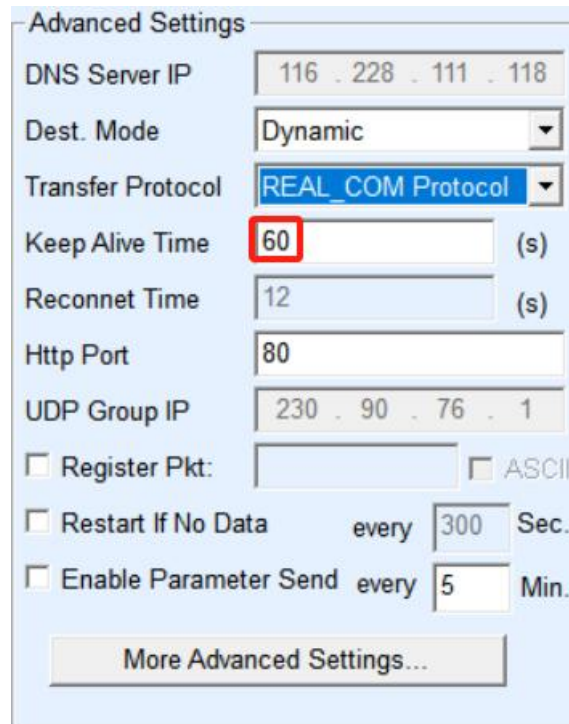 Advanced Settings
DNS Server IP 116 . 228 . 111 . 118
Dest. Mode Dynamic
Transfer Protocol REAL_COM Protocol
Keep Alive Time 60 (s)
Reconnet Time 12 (s)
Http Port 80
UDP Group IP 230 . 90 . 76 . 1
Register Pkt: ASCII
Restart If No Data every 300 Sec.
Enable Parameter Send every 5 Min.
More Advanced Settings...